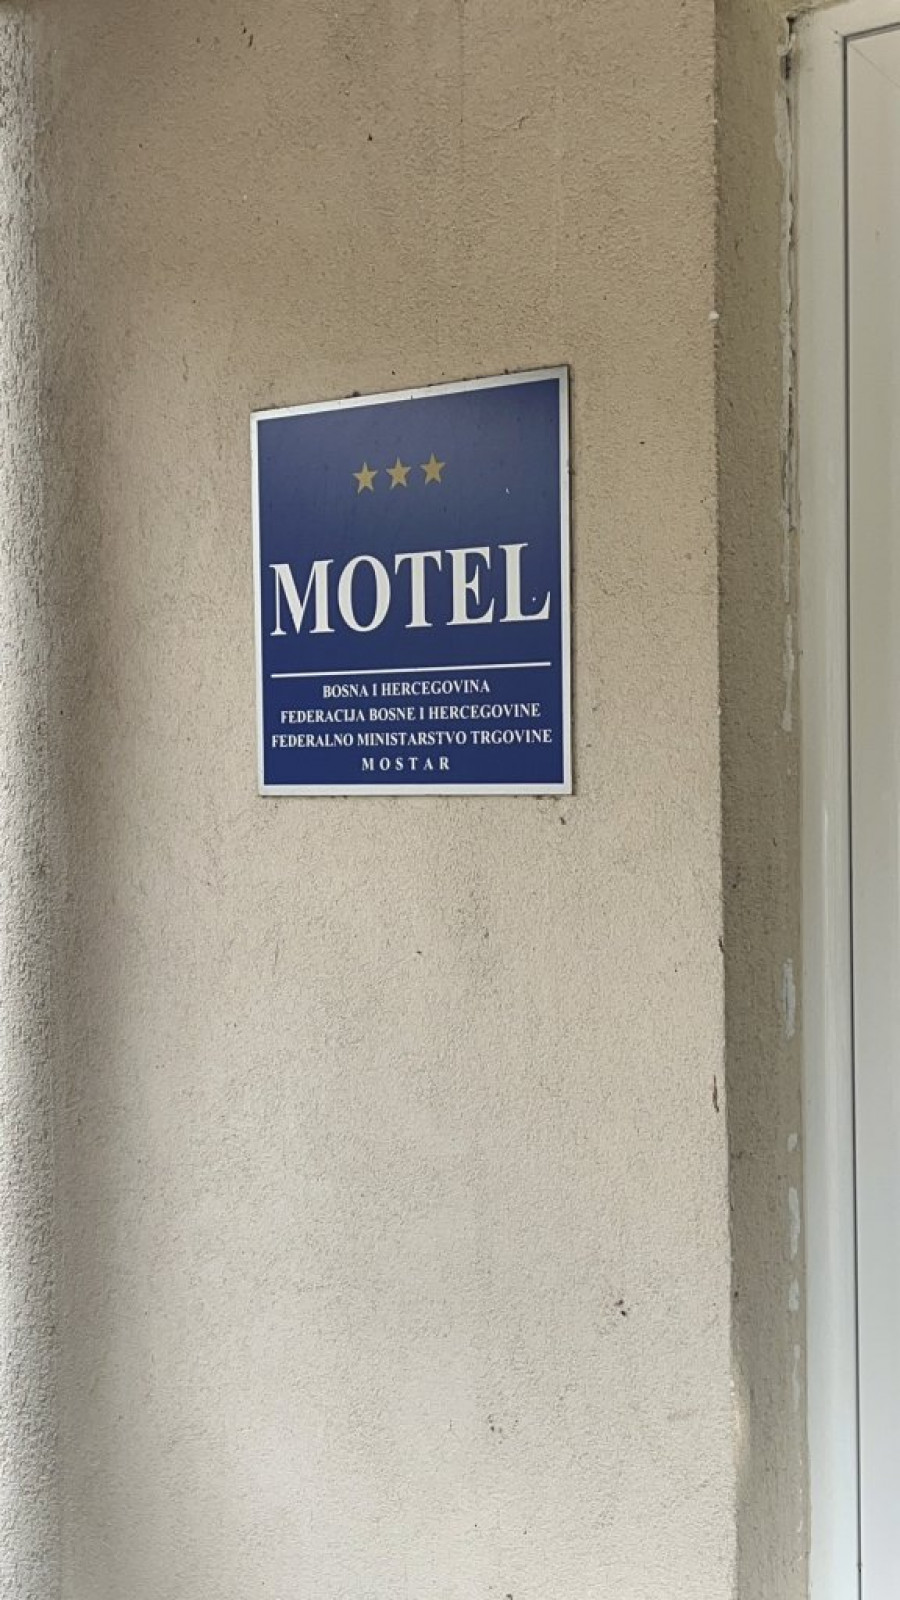 MOTEL
BOSNA I HERCEGOVINA
FEDERACIJA BOSNE I HERCEGOVINE
FEDERALNO MINISTARSTVO TRGOVINE
MOSTAR